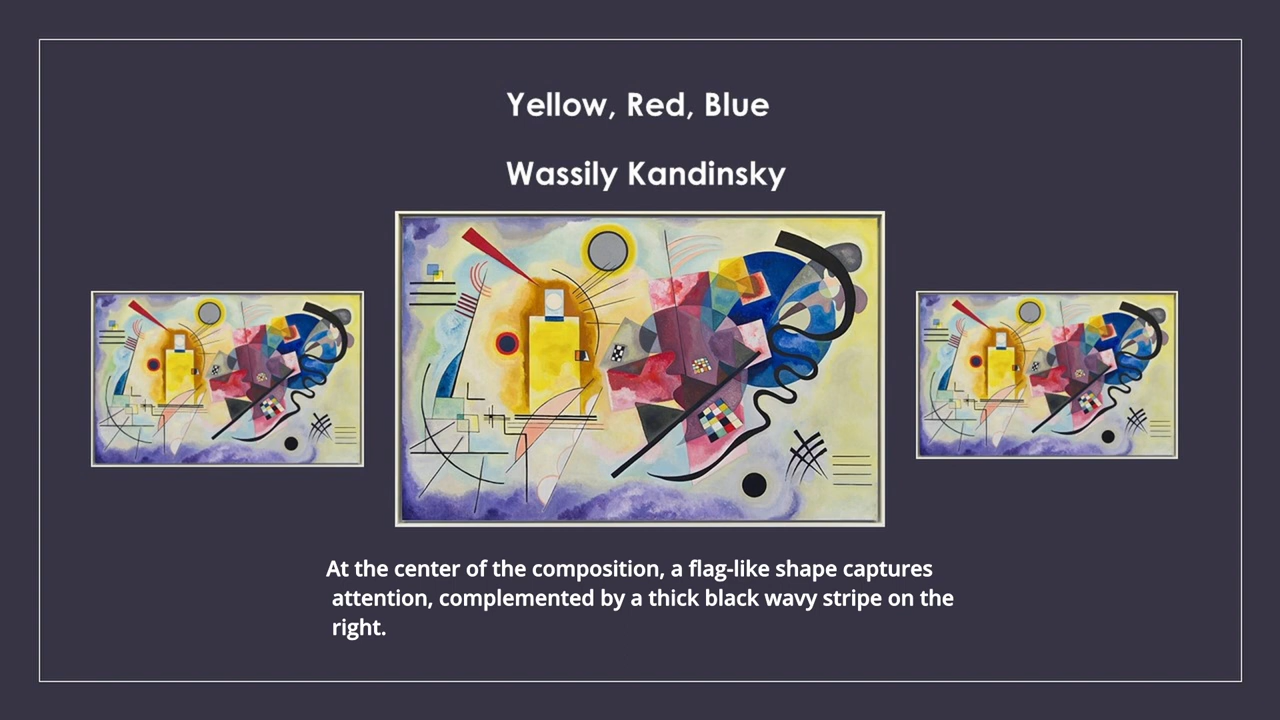 Yellow, Red, Blue
Wassily Kandinsky
At the center of the composition, a flag-like shape captures
attention, complemented by a thick black wavy stripe on the
right.